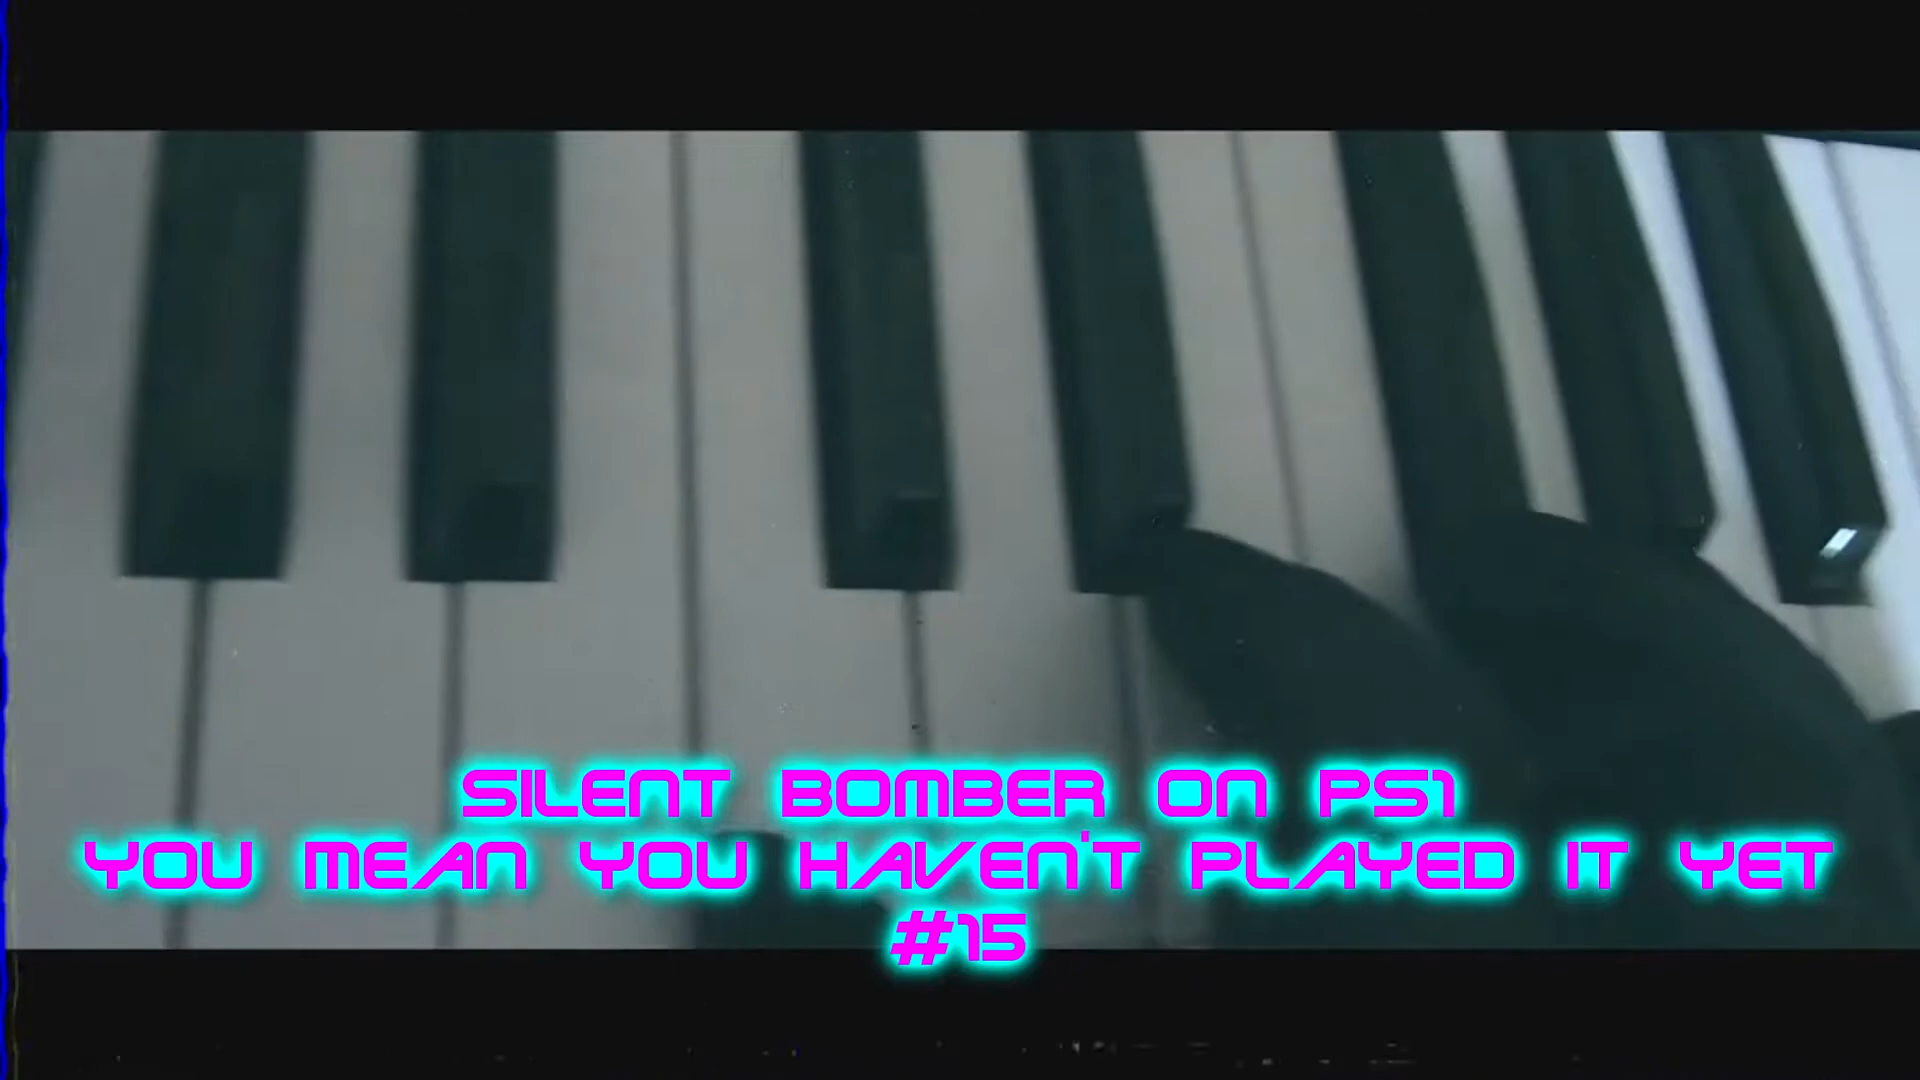 SILENT BOMBER ON PS1
YOU MEAN YOU HAVEN'T PLAYED IT YET
#15